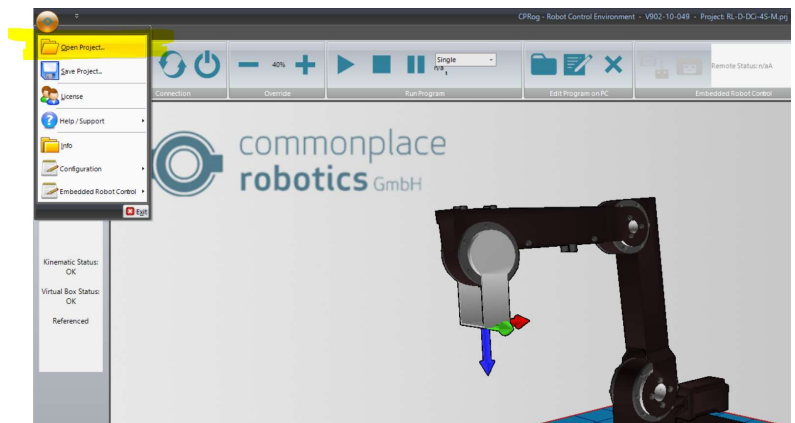 CPRog - Robot Control Environment - V902-10-049 - Project: RL-D-DCi-4S-M.prj
Open Project...
Save Project...
License
Help / Support
Info
Configuration
Embedded Robot Control
Exit
40%
Single
n/a
Remote Status:n/aA
Connection
Override
Run Program
Edit Program on PC
Embedded Robot Control
commonplace
robotics GmbH
Kinematic Status:
OK
Virtual Box Status:
OK
Referenced